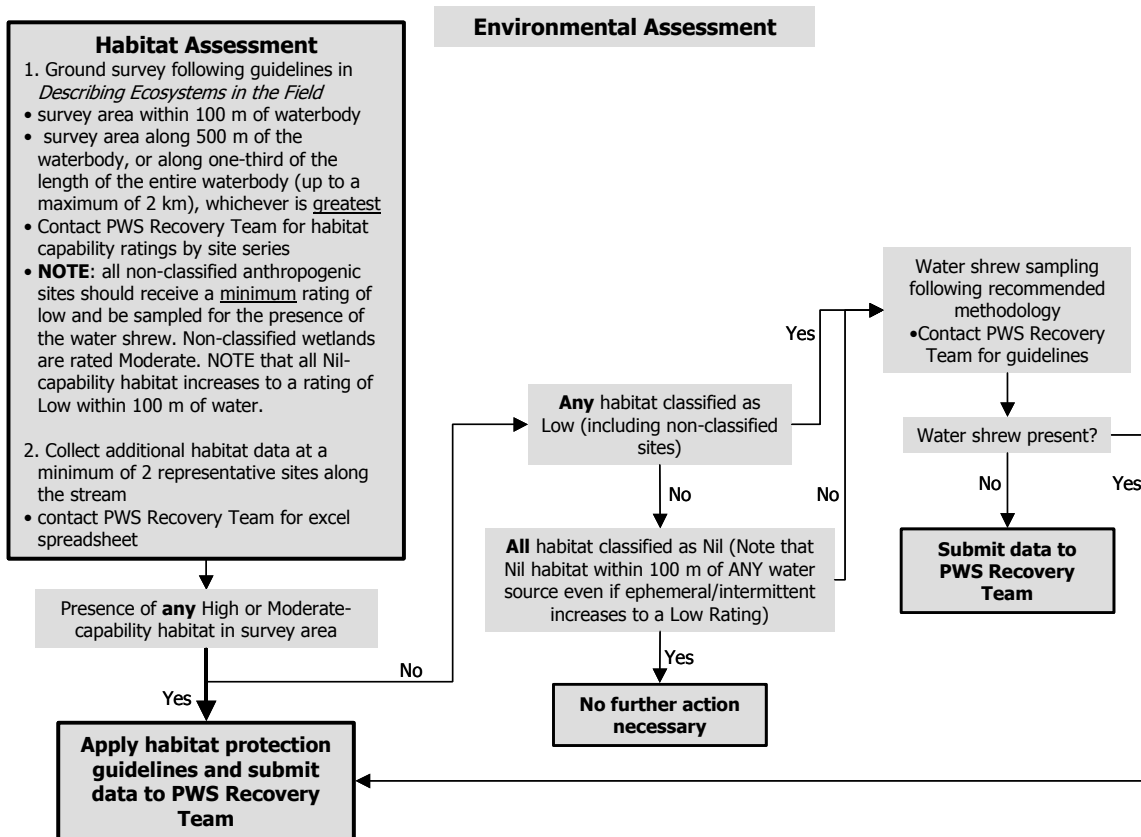 Environmental Assessment
Habitat Assessment
1. Ground survey following guidelines in
Describing Ecosystems in the Field
• survey area within 100 m of waterbody
• survey area along 500 m of the
waterbody, or along one-third of the
length of the entire waterbody (up to a
maximum of 2 km), whichever is greatest
• Contact PWS Recovery Team for habitat
capability ratings by site series
• NOTE: all non-classified anthropogenic
sites should receive a minimum rating of
low and be sampled for the presence of
the water shrew. Non-classified wetlands
are rated Moderate. NOTE that all Nil-
capability habitat increases to a rating of
Low within 100 m of water.
2. Collect additional habitat data at a
minimum of 2 representative sites along
the stream
• contact PWS Recovery Team for excel
spreadsheet
Presence of any High or Moderate-
capability habitat in survey area
No
Yes
Apply habitat protection
guidelines and submit
data to PWS Recovery
Team
Any habitat classified as
Low (including non-classified
sites)
Yes
No
No
All habitat classified as Nil (Note that
Nil habitat within 100 m of ANY water
source even if ephemeral/intermittent
increases to a Low Rating)
Yes
No further action
necessary
Water shrew sampling
following recommended
methodology
•Contact PWS Recovery
Team for guidelines
Water shrew present?
No
Yes
Submit data to
PWS Recovery
Team